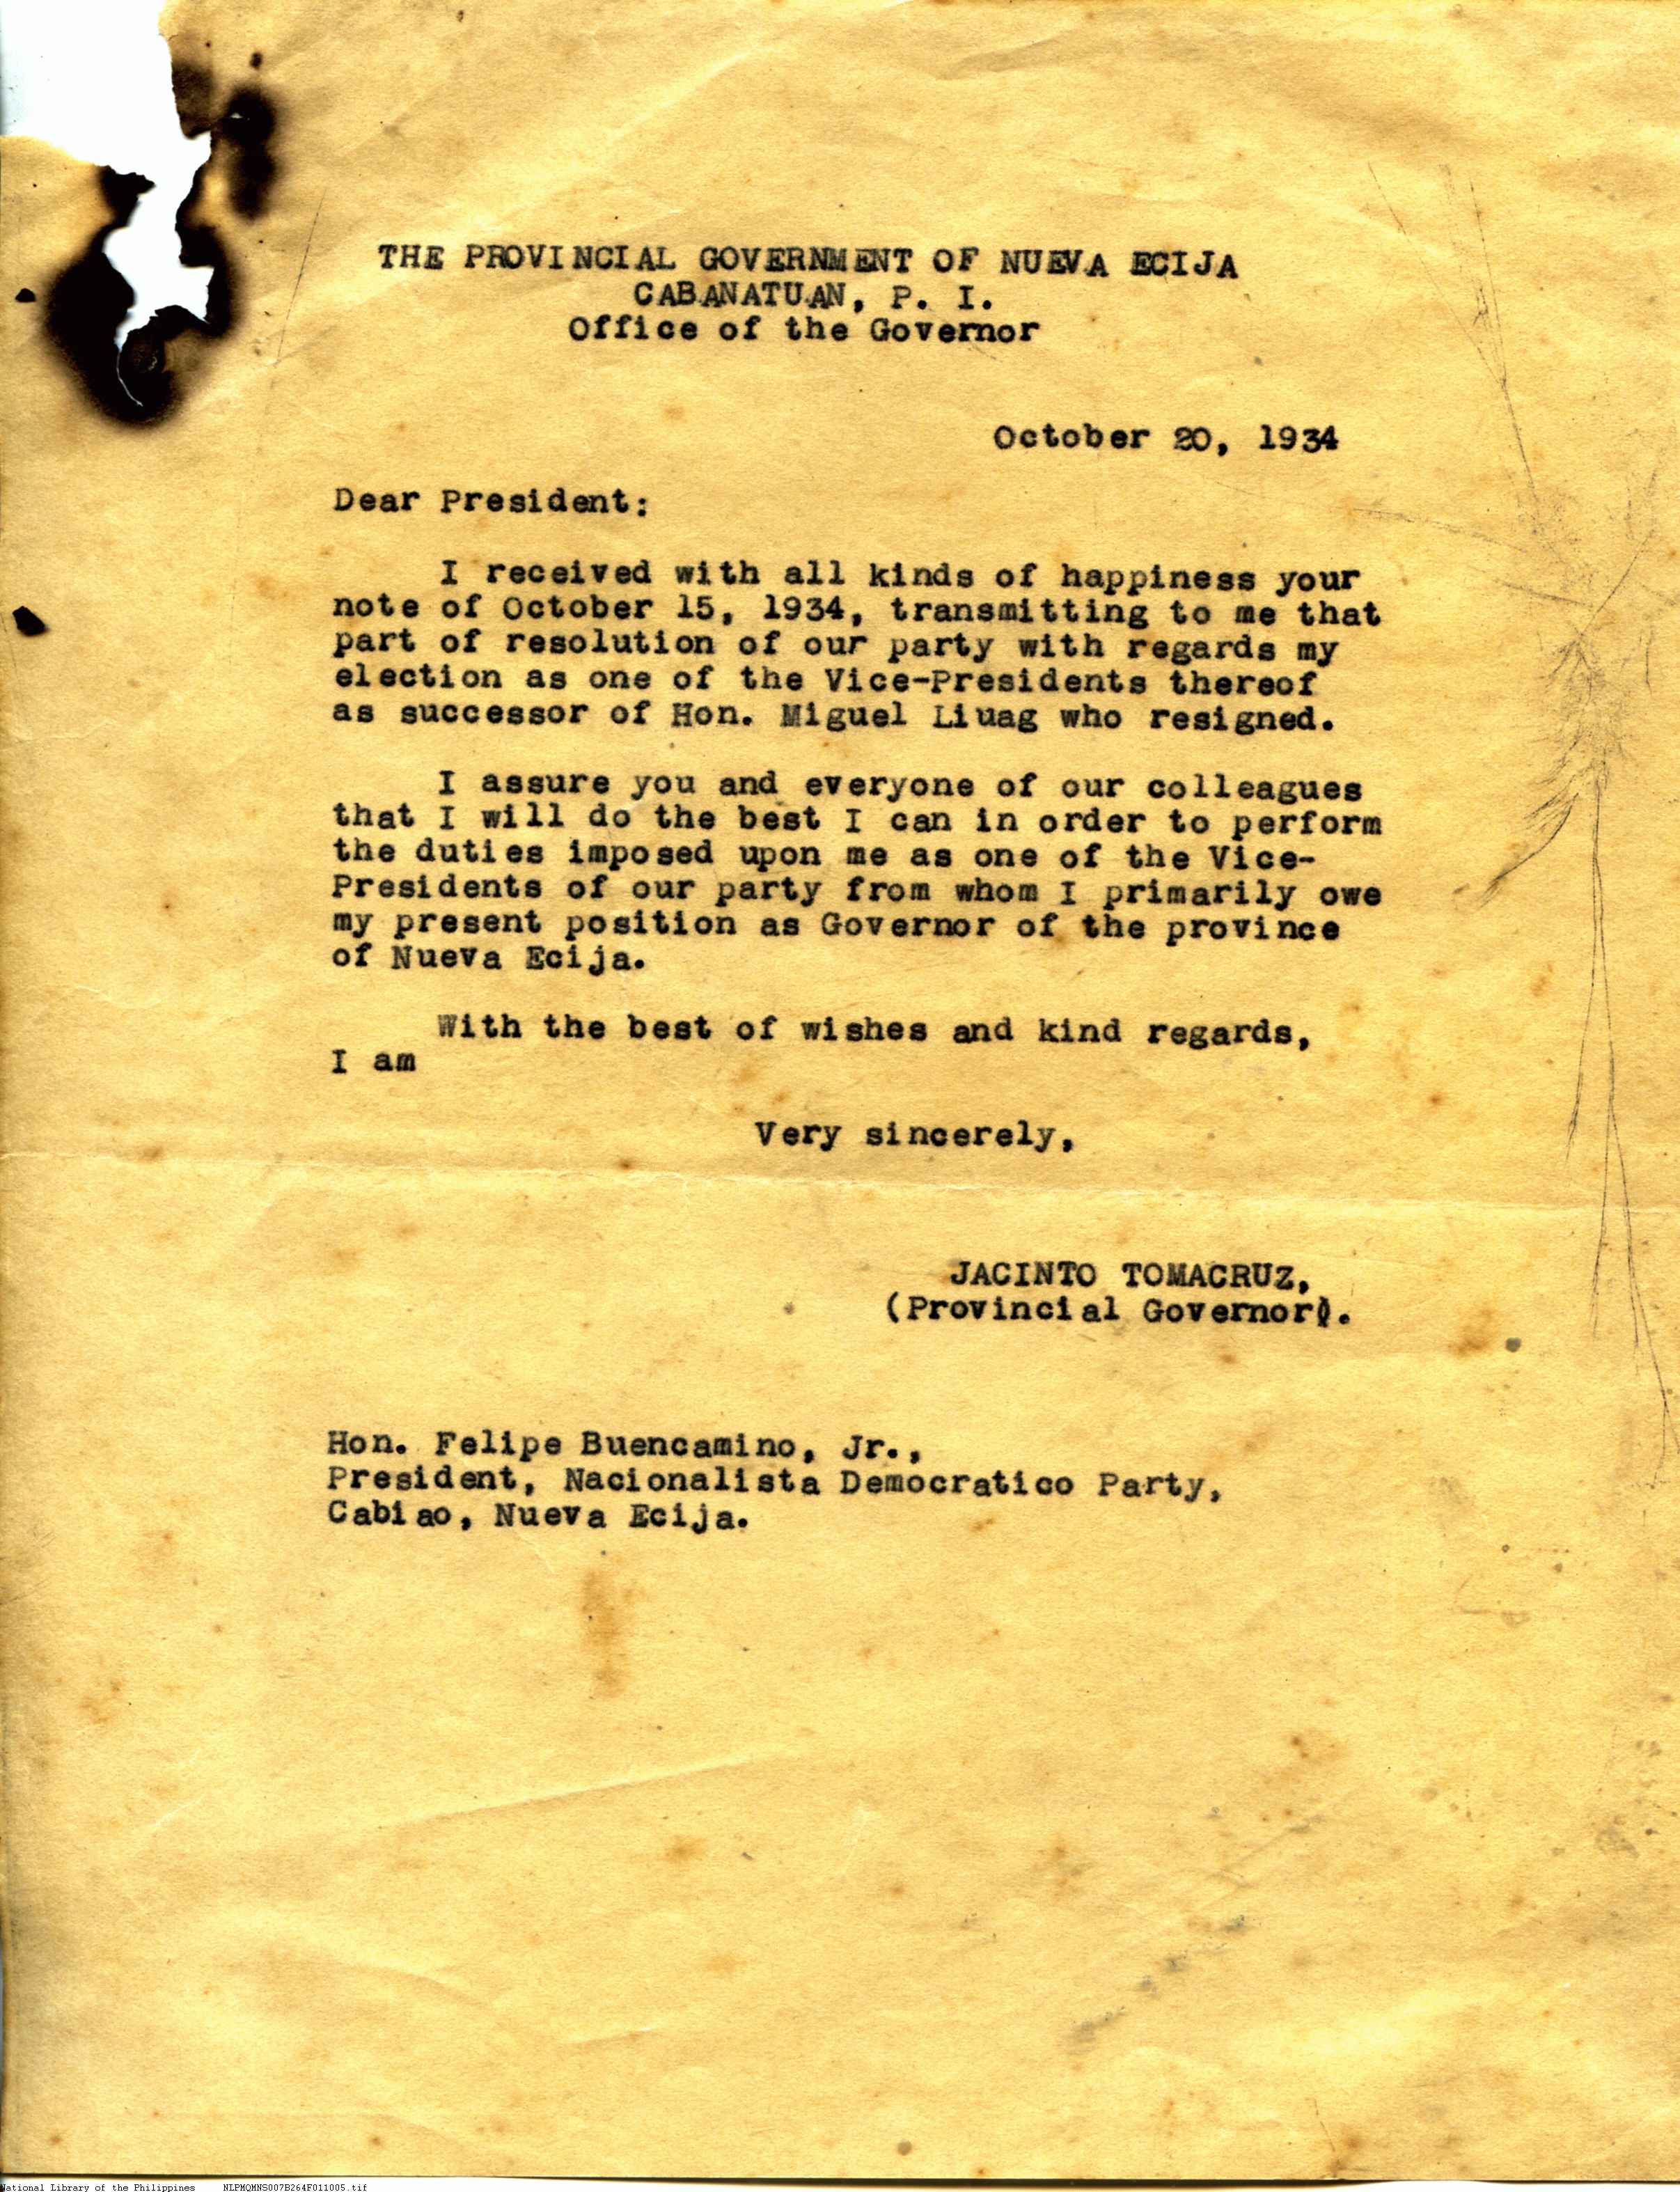 THE PROVINCIAL GOVERNMENT OF NUEVA ECIJA
CABANATUAN, P. I.
Office of the Governor
October 20, 1934
Dear President:
I received with all kinds of happiness your
note of October 15, 1934, transmitting to me that
part of resolution of our party with regards my
election as one of the Vice-Presidents thereof
as successor of Hon. Miguel Liuag who resigned.
I assure you and everyone of our colleagues
that I will do the best I can in order to perform
the duties imposed upon me as one of the Vice-
Presidents of our party from whom I primarily owe
my present position as Governor of the province
of Nueva Ecija.
With the best of wishes and kind regards,
I am
Very sincerely,
JACINTO TOMACRUZ,
(Provincial Governor).
Hon. Felipe Buencamino, Jr.,
President, Nacionalista Democratico Party,
Cabiao, Nueva Ecija.
National Library of the Philippines NLPMQMNS007B264F011005.tif